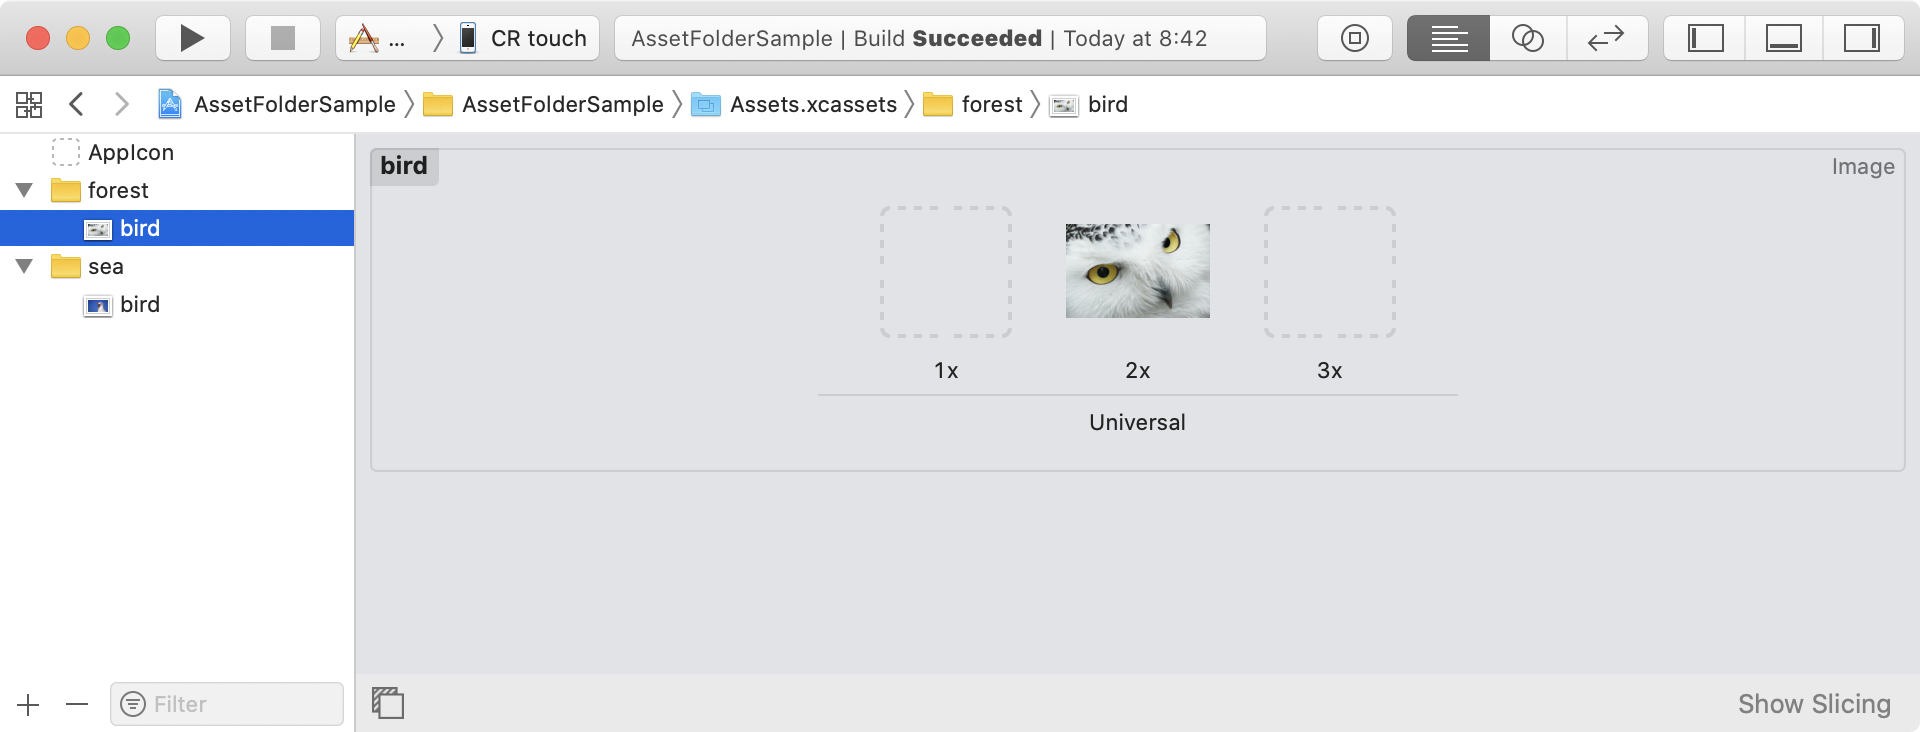 ... CR touch AssetFolderSample | Build Succeeded | Today at 8:42
AssetFolderSample AssetFolderSample Assets.xcassets forest bird
AppIcon
forest
bird
sea
bird
bird Image
1x 2x 3x
Universal
Filter Show Slicing